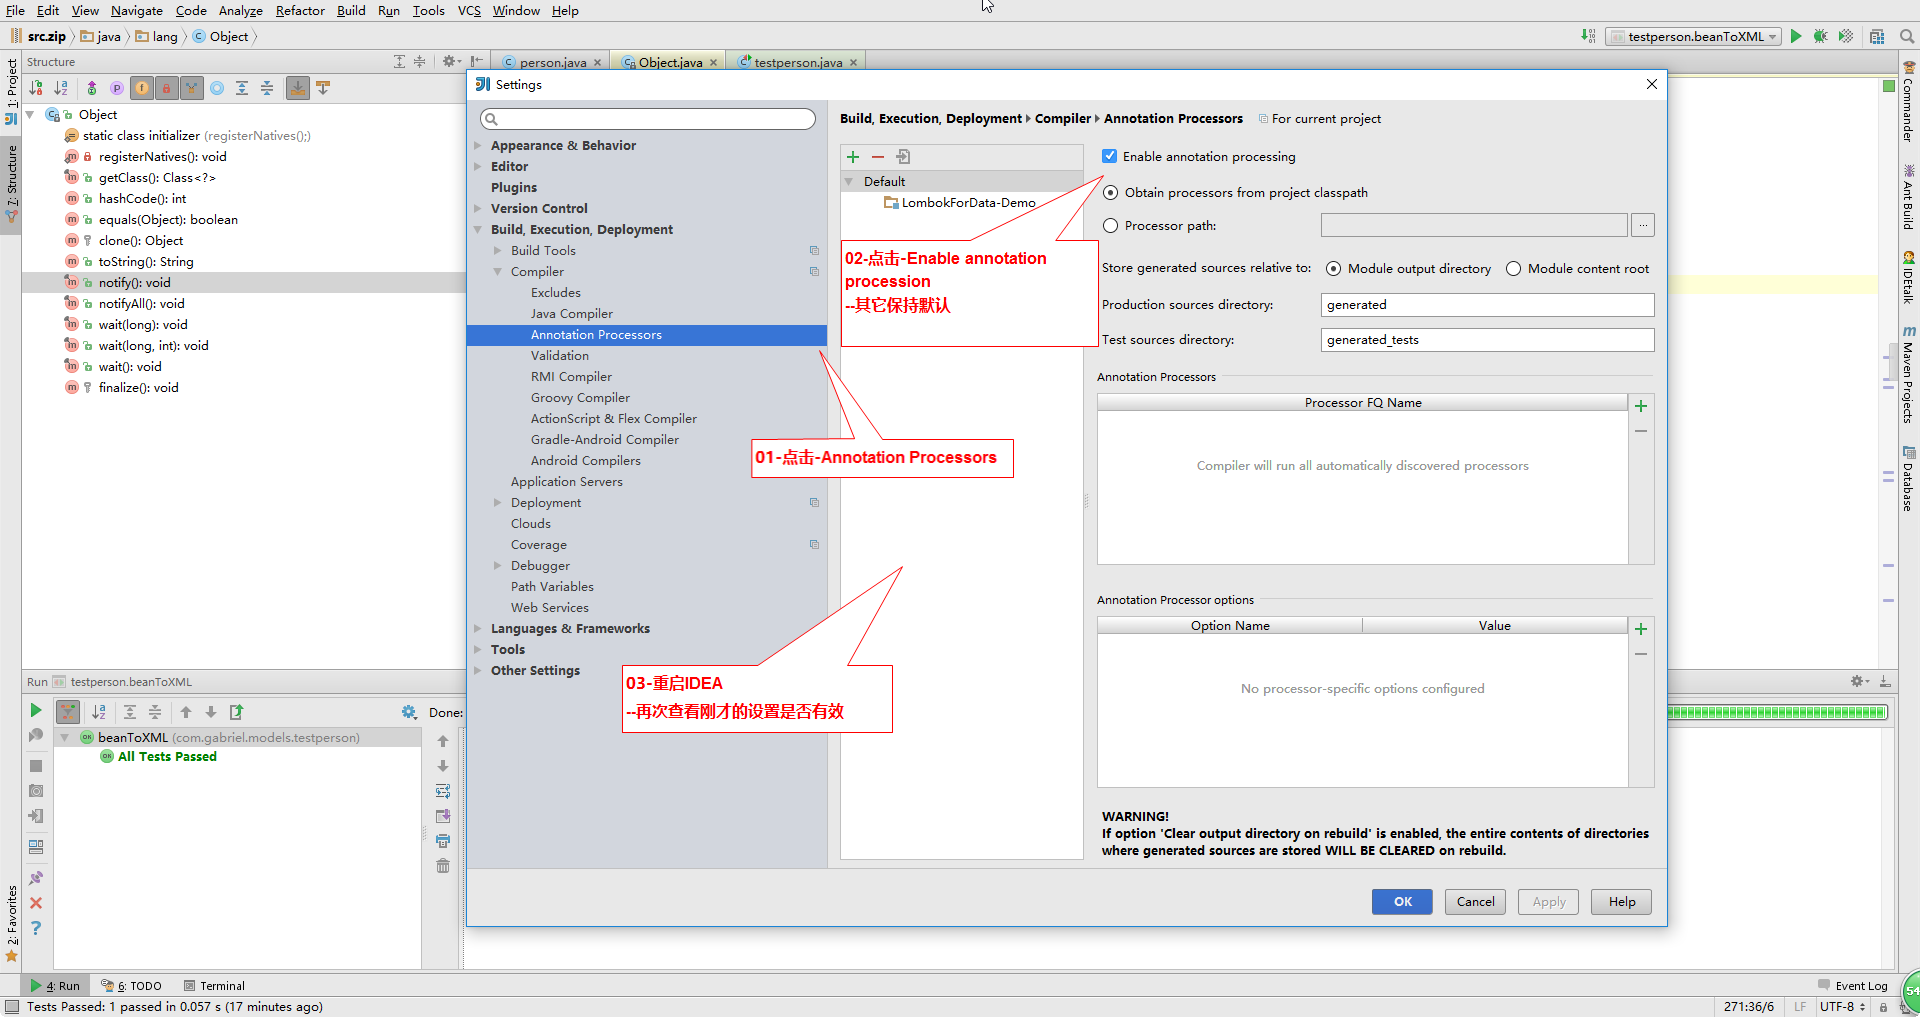 File Edit View Navigate Code Analyze Refactor Build Run Tools VCS Window Help
src.zip java lang Object
testperson.beanToXML
1: Project
7: Structure
2: Favorites
Structure
person.java
Object.java
testperson.java
Object
static class initializer (registerNatives();)
registerNatives(): void
getClass(): Class<?>
hashCode(): int
equals(Object): boolean
clone(): Object
toString(): String
notify(): void
notifyAll(): void
wait(long): void
wait(long, int): void
wait(): void
finalize(): void
Settings
Appearance & Behavior
Editor
Plugins
Version Control
Build, Execution, Deployment
Build Tools
Compiler
Excludes
Java Compiler
Annotation Processors
Validation
RMI Compiler
Groovy Compiler
ActionScript & Flex Compiler
Gradle-Android Compiler
Android Compilers
Application Servers
Deployment
Clouds
Coverage
Debugger
Path Variables
Web Services
Languages & Frameworks
Tools
Other Settings
Build, Execution, Deployment Compiler Annotation Processors For current project
Default
LombokForData-Demo
Enable annotation processing
Obtain processors from project classpath
Processor path:
...
Store generated sources relative to: Module output directory Module content root
Production sources directory: generated
Test sources directory: generated_tests
Annotation Processors
Processor FQ Name
Compiler will run all automatically discovered processors
Annotation Processor options
Option Name Value
No processor-specific options configured
WARNING!
If option 'Clear output directory on rebuild' is enabled, the entire contents of directories
where generated sources are stored WILL BE CLEARED on rebuild.
OK Cancel Apply Help
02-点击-Enable annotation
procession
--其它保持默认
01-点击-Annotation Processors
03-重启IDEA
--再次查看刚才的设置是否有效
Run testperson.beanToXML
Done:
beanToXML (com.gabriel.models.testperson)
All Tests Passed
Commander
Ant Build
IDEtalk
Maven Projects
Database
4: Run 6: TODO Terminal
Event Log
54
Tests Passed: 1 passed in 0.057 s (17 minutes ago)
271:36/6 LF UTF-8